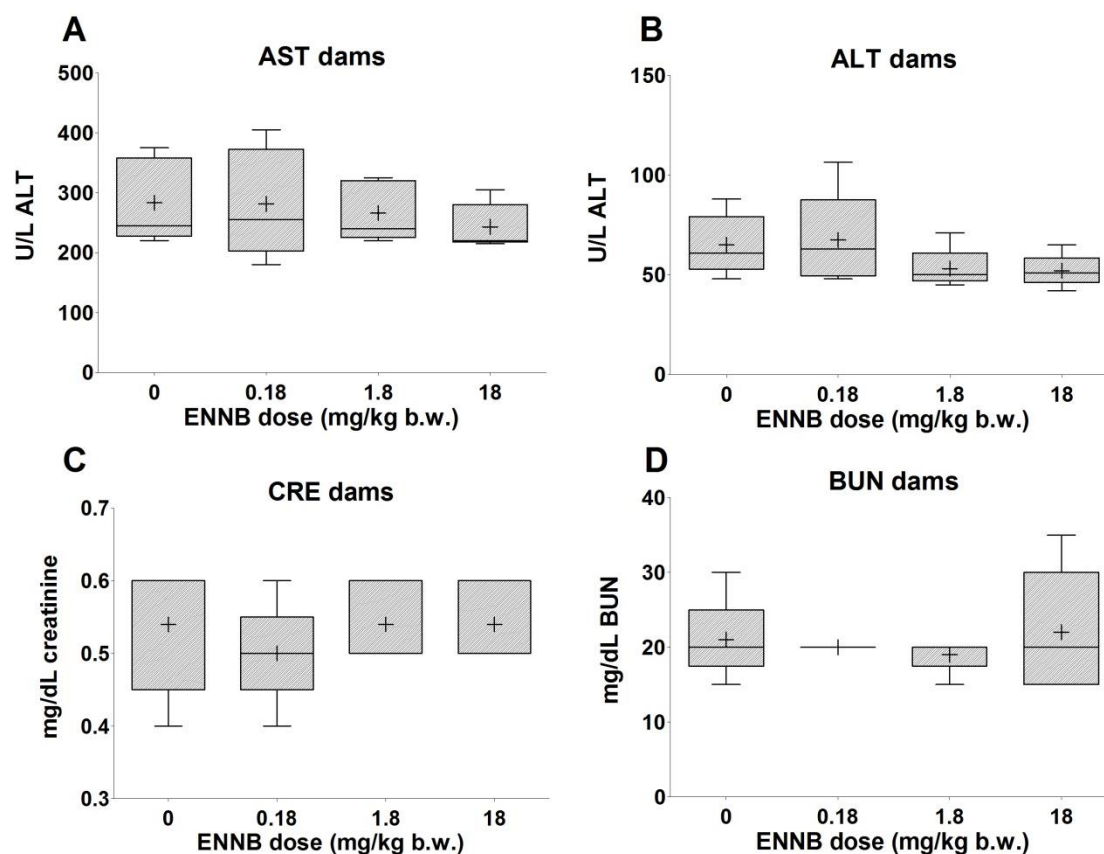 A
AST dams
U/L ALT
500
400
300
200
100
0
0 0.18 1.8 18
ENNB dose (mg/kg b.w.)
B
ALT dams
U/L ALT
150
100
50
0
0 0.18 1.8 18
ENNB dose (mg/kg b.w.)
C
CRE dams
mg/dL creatinine
0.7
0.6
0.5
0.4
0.3
0 0.18 1.8 18
ENNB dose (mg/kg b.w.)
D
BUN dams
mg/dL BUN
40
30
20
10
0
0 0.18 1.8 18
ENNB dose (mg/kg b.w.)